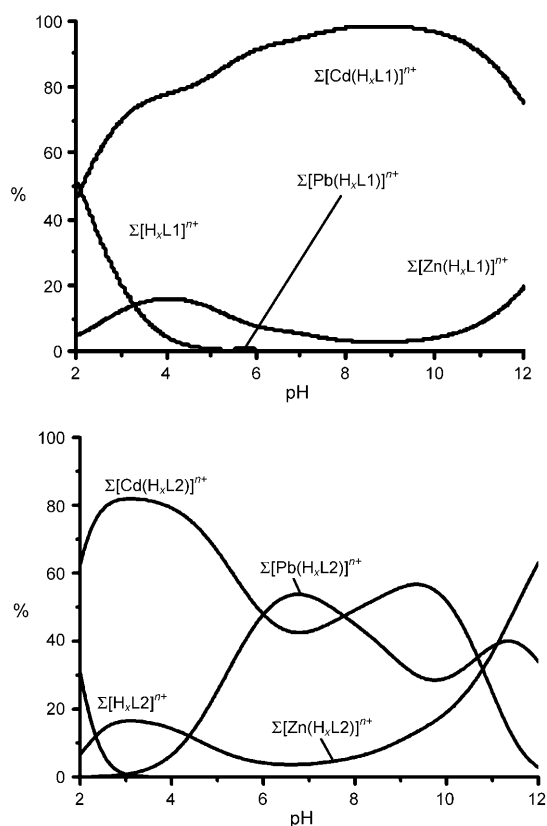 100
Σ[Cd(HₓL1)]ⁿ⁺
80
60
%
Σ[Pb(HₓL1)]ⁿ⁺
40
Σ[HₓL1]ⁿ⁺
Σ[Zn(HₓL1)]ⁿ⁺
20
0
2 4 6 8 10 12
pH
100
Σ[Cd(HₓL2)]ⁿ⁺
80
Σ[Pb(HₓL2)]ⁿ⁺
60
%
40
Σ[HₓL2]ⁿ⁺
20
Σ[Zn(HₓL2)]ⁿ⁺
0
2 4 6 8 10 12
pH